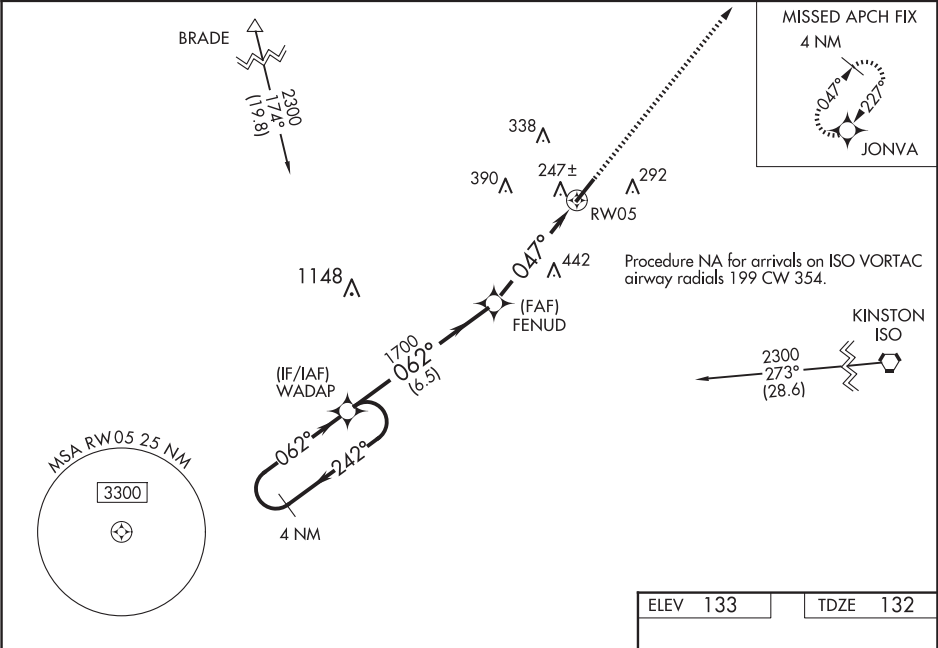 MISSED APCH FIX
4 NM
047°
227°
JONVA
BRADE
2300
174°
(19.8)
338
390
247±
292
RW05
047°
442
Procedure NA for arrivals on ISO VORTAC
airway radials 199 CW 354.
1148
(FAF)
FENUD
KINSTON
ISO
2300
273°
(28.6)
1700
062°
(6.5)
(IF/IAF)
WADAP
062°
242°
4 NM
MSA RW05 25 NM
3300
ELEV 133
TDZE 132